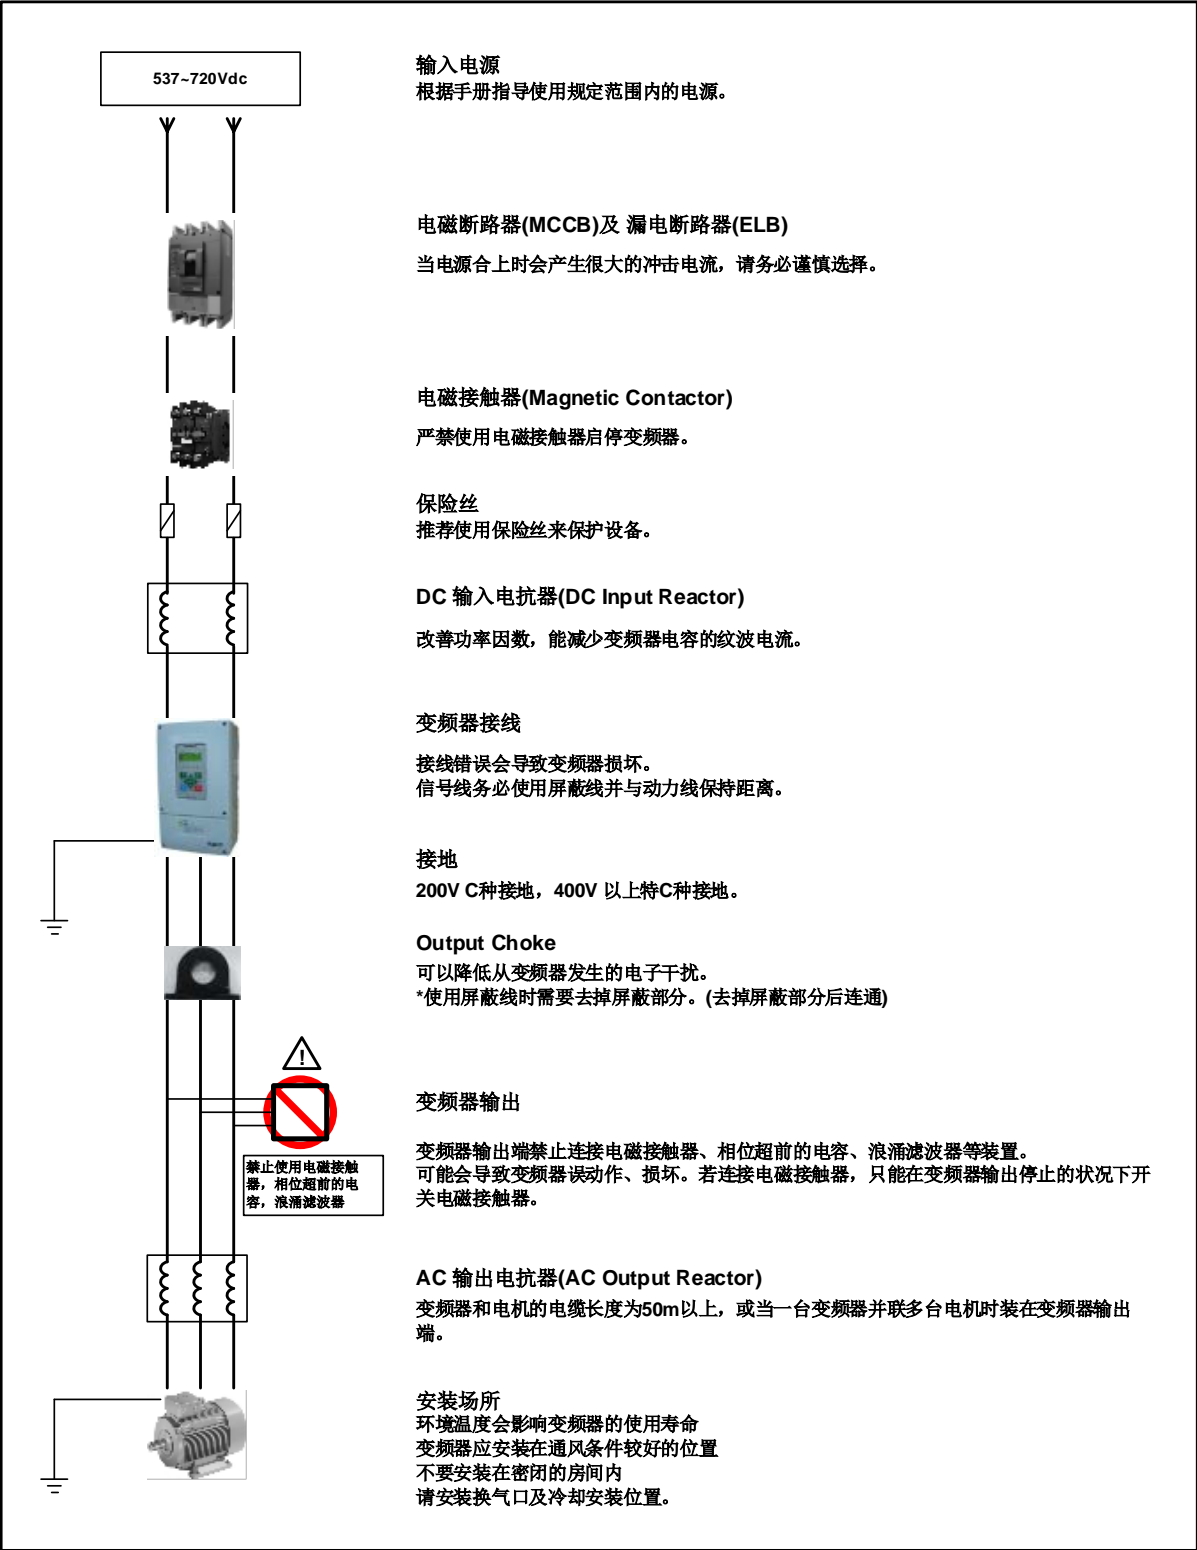 537~720Vdc
输入电源
根据手册指导使用规定范围内的电源。
电磁断路器(MCCB)及 漏电断路器(ELB)
当电源合上时会产生很大的冲击电流，请务必谨慎选择。
电磁接触器(Magnetic Contactor)
严禁使用电磁接触器启停变频器。
保险丝
推荐使用保险丝来保护设备。
DC 输入电抗器(DC Input Reactor)
改善功率因数，能减少变频器电容的纹波电流。
变频器接线
接线错误会导致变频器损坏。
信号线务必使用屏蔽线并与动力线保持距离。
接地
200V C种接地，400V 以上特C种接地。
Output Choke
可以降低从变频器发生的电子干扰。
*使用屏蔽线时需要去掉屏蔽部分。(去掉屏蔽部分后连通)
!
禁止使用电磁接触
器，相位超前的电
容，浪涌滤波器
变频器输出
变频器输出端禁止连接电磁接触器、相位超前的电容、浪涌滤波器等装置。
可能会导致变频器误动作、损坏。若连接电磁接触器，只能在变频器输出停止的状况下开
关电磁接触器。
AC 输出电抗器(AC Output Reactor)
变频器和电机的电缆长度为50m以上，或当一台变频器并联多台电机时装在变频器输出
端。
安装场所
环境温度会影响变频器的使用寿命
变频器应安装在通风条件较好的位置
不要安装在密闭的房间内
请安装换气口及冷却安装位置。